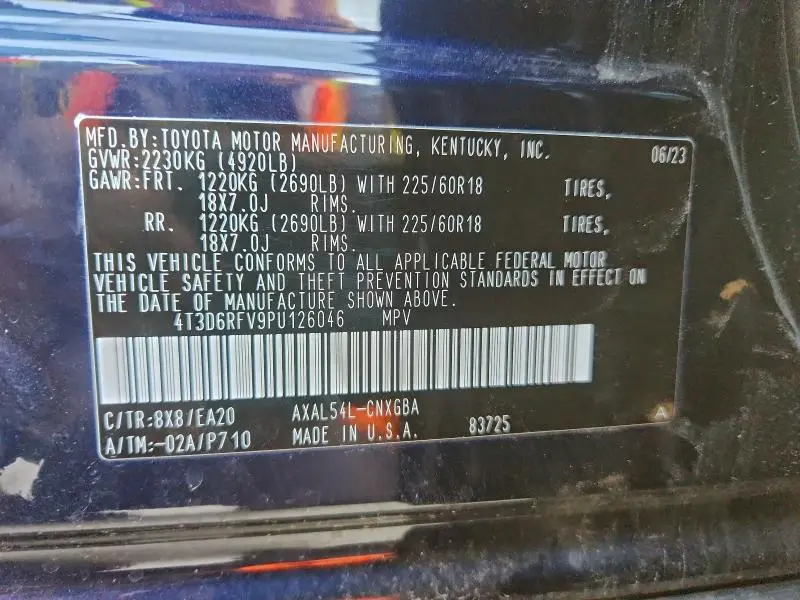 MFD.BY:TOYOTA MOTOR MANUFACTURING, KENTUCKY, INC. 06/23
GVWR:2230KG (4920LB)
GAWR:FRT. 1220KG (2690LB) WITH 225/60R18 TIRES,
18X7.0J RIMS.
RR. 1220KG (2690LB) WITH 225/60R18 TIRES,
18X7.0J RIMS.
THIS VEHICLE CONFORMS TO ALL APPLICABLE FEDERAL MOTOR
VEHICLE SAFETY AND THEFT PREVENTION STANDARDS IN EFFECT ON
THE DATE OF MANUFACTURE SHOWN ABOVE.
4T3D6RFV9PU126046 MPV
C/TR:8X8/EA20 AXAL54L-CNXGBA
A/TM:-02A/P710 MADE IN U.S.A. 83725 A